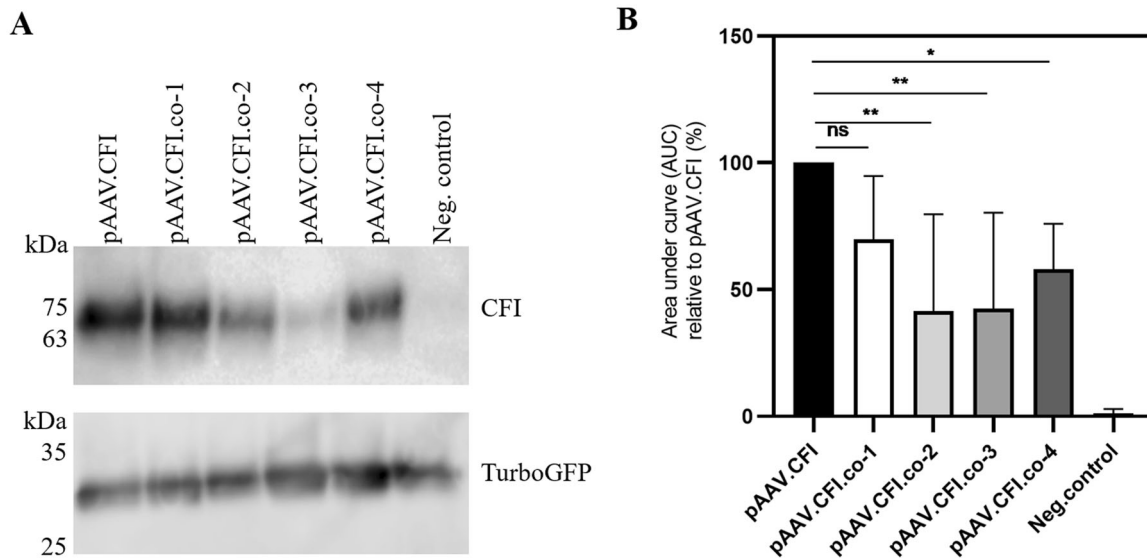 A
pAAV.CFI
pAAV.CFI.co-1
pAAV.CFI.co-2
pAAV.CFI.co-3
pAAV.CFI.co-4
Neg. control
kDa
75
63
CFI
kDa
35
25
TurboGFP
B
Area under curve (AUC)
relative to pAAV.CFI (%)
150
100
50
0
*
**
**
ns
pAAV.CFI
pAAV.CFI.co-1
pAAV.CFI.co-2
pAAV.CFI.co-3
pAAV.CFI.co-4
Neg.control